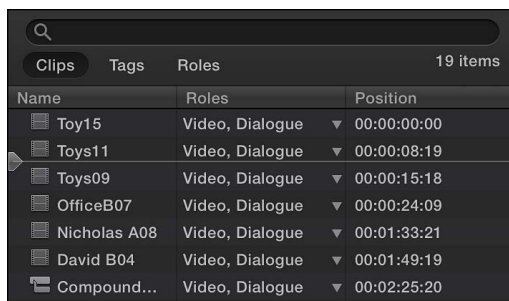 Clips Tags Roles 19 items
Name Roles Position
Toy15 Video, Dialogue 00:00:00:00
Toys11 Video, Dialogue 00:00:08:19
Toys09 Video, Dialogue 00:00:15:18
OfficeB07 Video, Dialogue 00:00:24:09
Nicholas A08 Video, Dialogue 00:01:33:21
David B04 Video, Dialogue 00:01:49:19
Compound... Video, Dialogue 00:02:25:20